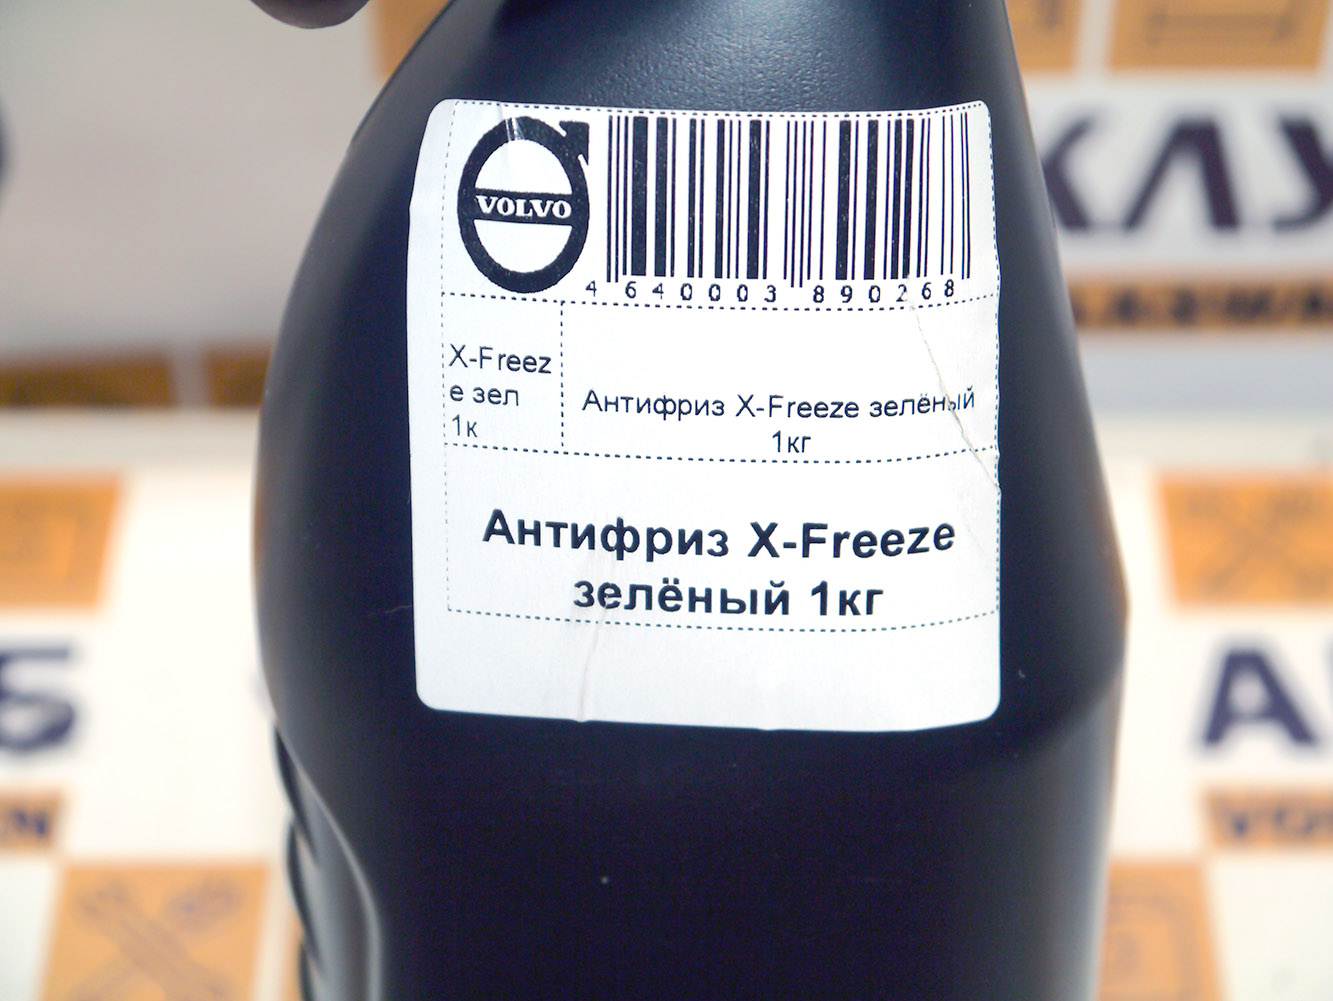 VOLVO
4 640003 890268
X-Freez
е зел
1к
Антифриз X-Freeze зелёный
1кг
Антифриз X-Freeze
зелёный 1кг